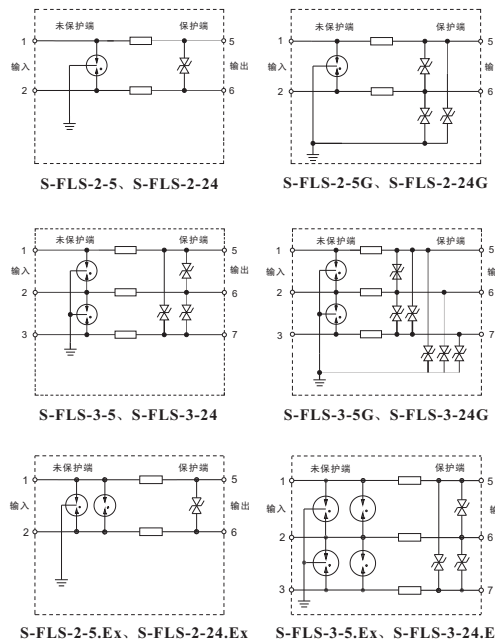 未保护端 保护端
1 5
输入 输出
2 6
S-FLS-2-5、S-FLS-2-24
未保护端 保护端
1 5
输入 输
2 6
S-FLS-2-5G、S-FLS-2-24G
未保护端 保护端
1 5
输入 输出
2 6
3 7
S-FLS-3-5、S-FLS-3-24
未保护端 保护端
1 5
输入 输
2 6
3 7
S-FLS-3-5G、S-FLS-3-24G
未保护端 保护端
1 5
输入 输出
2 6
S-FLS-2-5.Ex、S-FLS-2-24.Ex
未保护端 保护端
1 5
输入 输
2 6
3 7
S-FLS-3-5.Ex、S-FLS-3-24.E